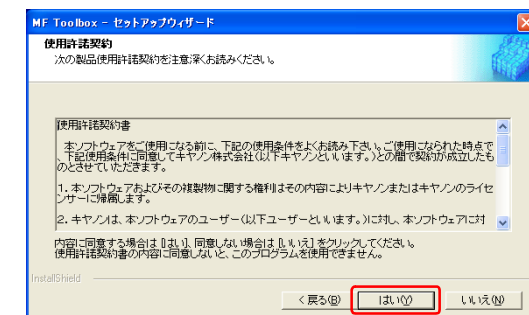 MF Toolbox - セットアップウィザード
使用許諾契約
次の製品使用許諾契約を注意深くお読みください。
使用許諾契約書
本ソフトウェアをご使用になる前に、下記の使用条件をよくお読み下さい。ご使用になられた時点で
、下記使用条件に同意してキヤノン株式会社(以下キヤノンといいます。)との間で契約が成立したも
のとさせていただきます。
1. 本ソフトウェアおよびその複製物に関する権利はその内容によりキヤノンまたはキヤノンのライセ
ンサーに帰属します。
2. キヤノンは、本ソフトウェアのユーザー(以下ユーザーといいます。)に対し、本ソフトウェアに対
内容に同意する場合は [はい]、同意しない場合は [いいえ] をクリックしてください。
使用許諾契約書の内容に同意しないと、このプログラムを使用できません。
InstallShield
< 戻る(B)
はい(Y)
いいえ(N)